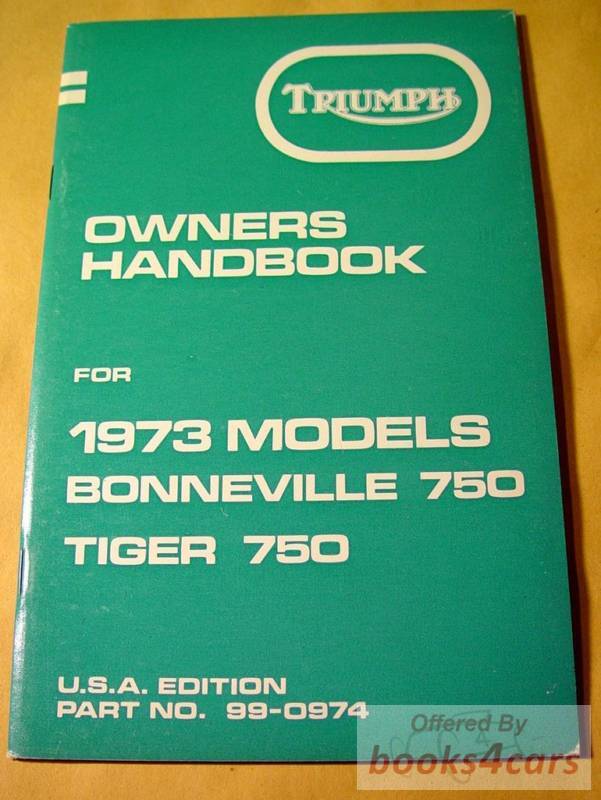 TRIUMPH
OWNERS
HANDBOOK
FOR
1973 MODELS
BONNEVILLE 750
TIGER 750
U.S.A. EDITION
PART NO. 99-0974
Offered By
books4cars